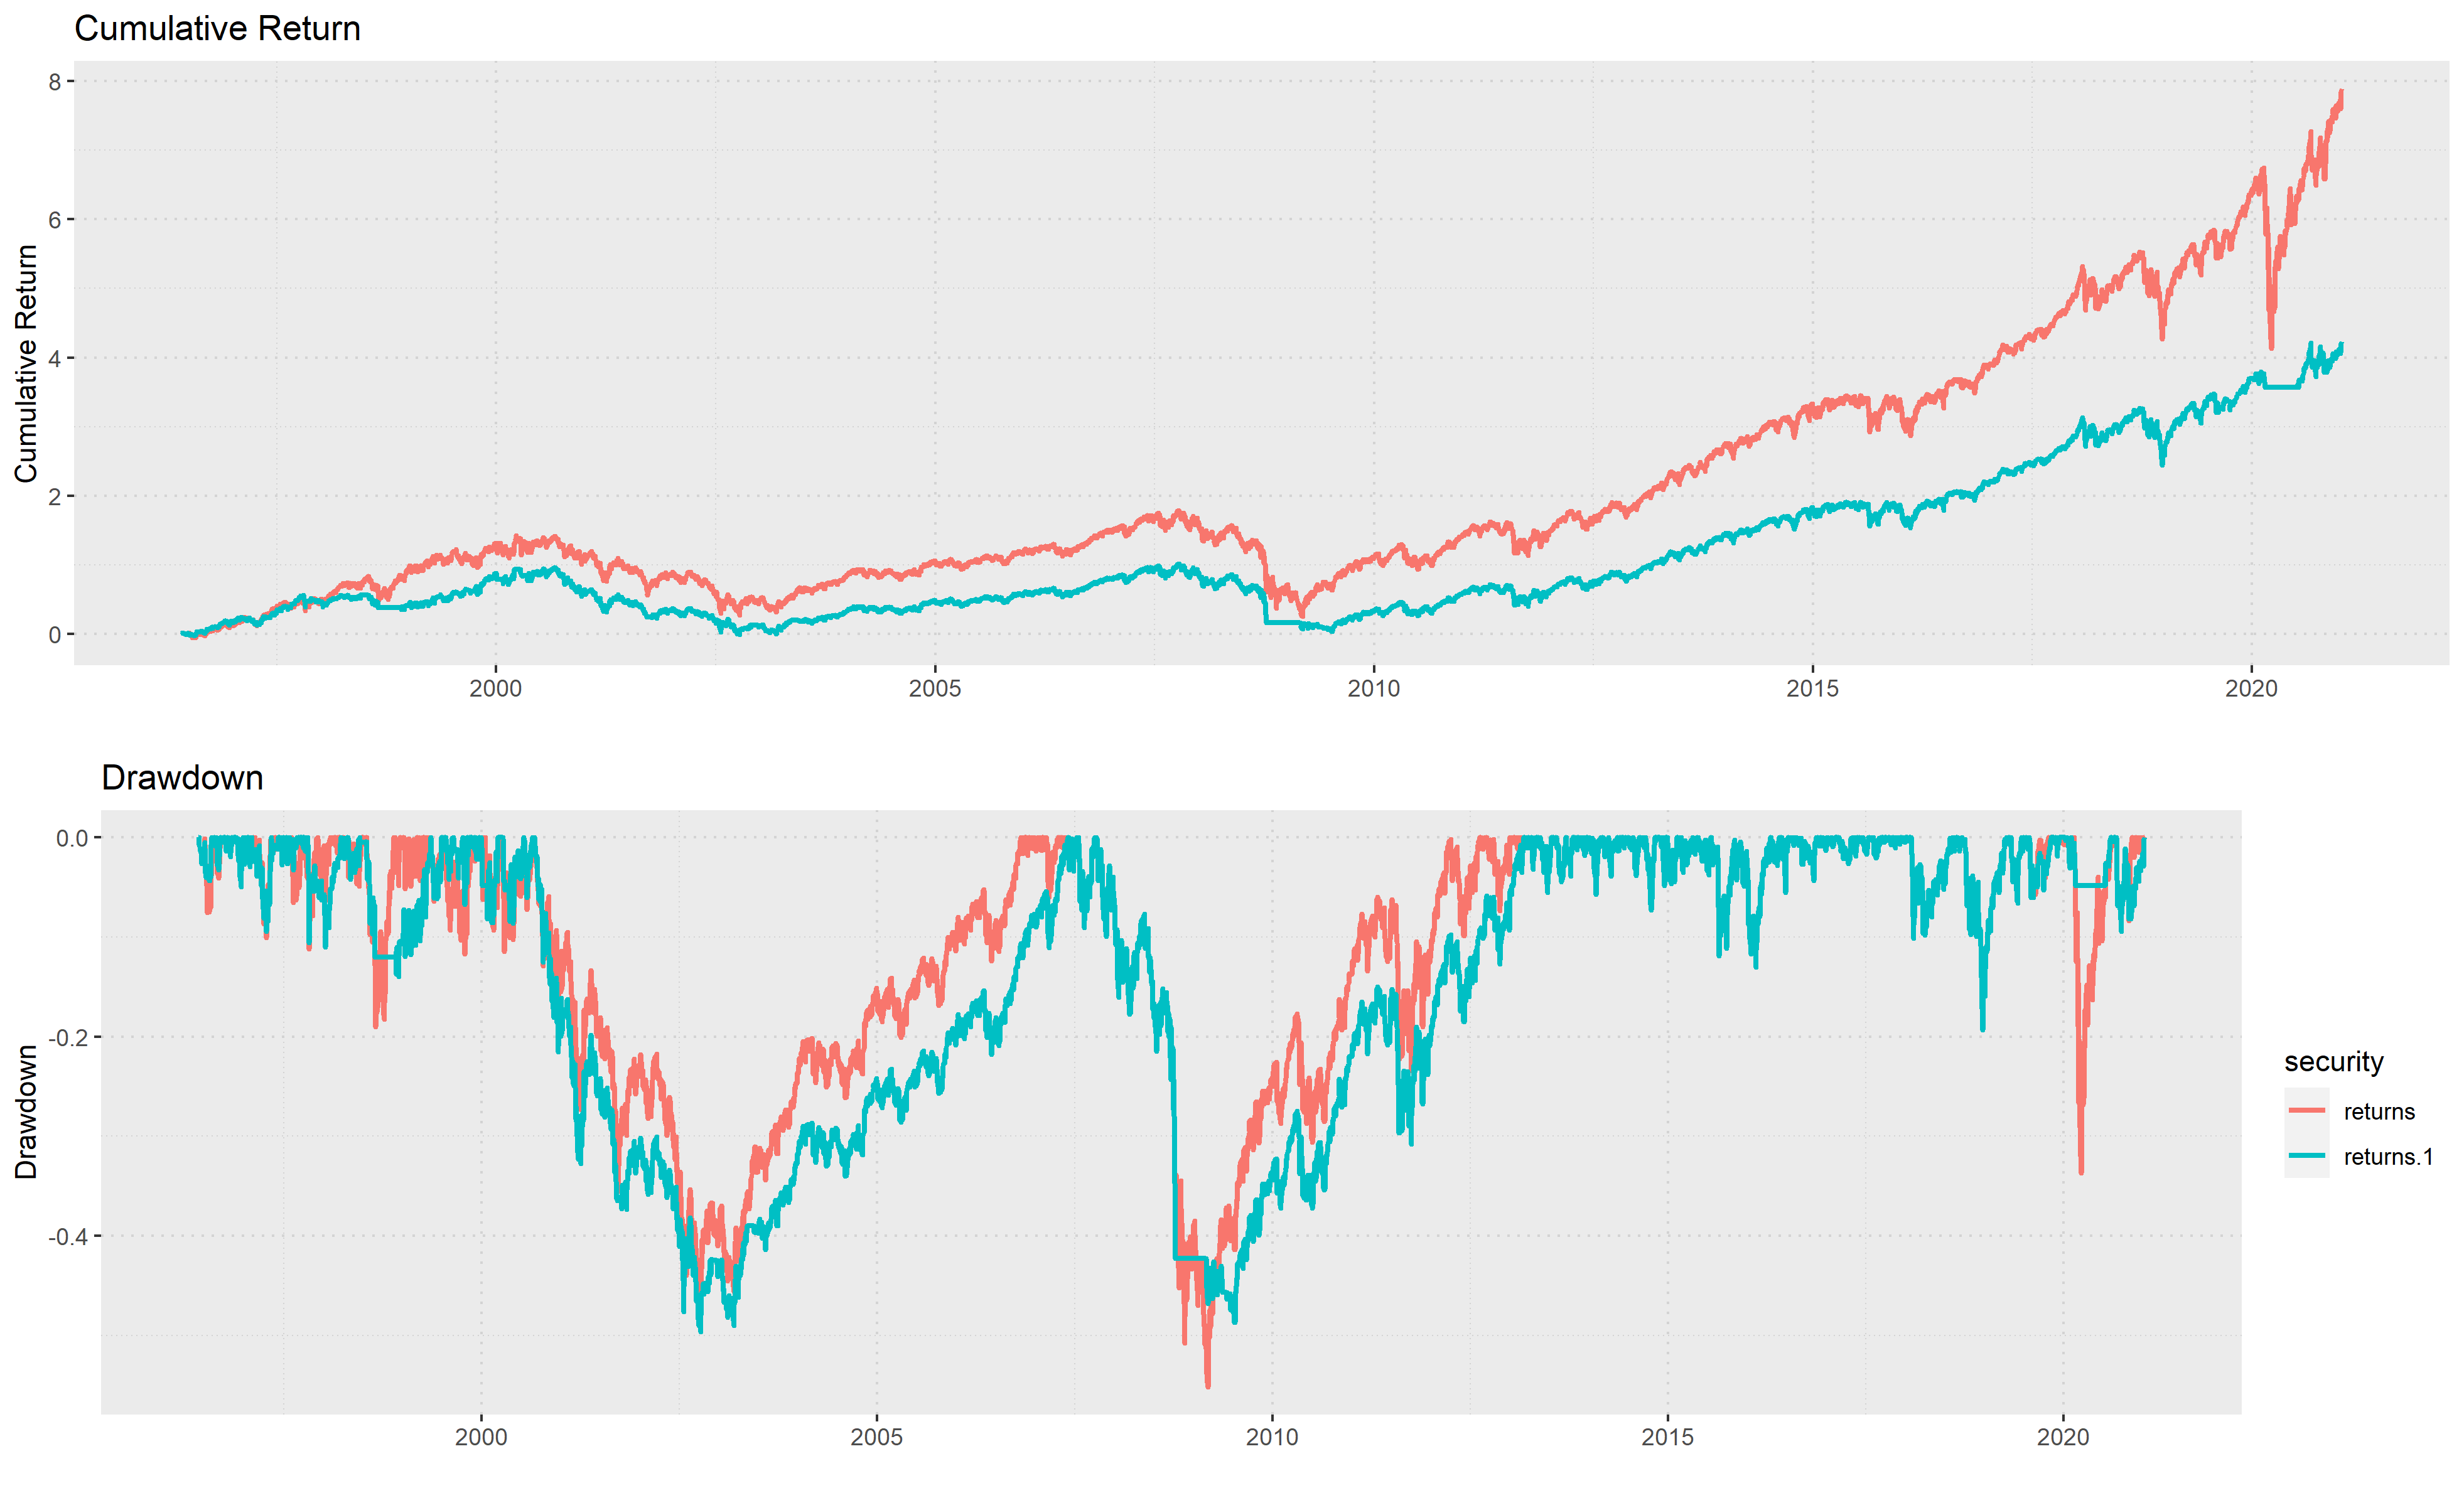 Cumulative Return
Cumulative Return
8
6
4
2
0
2000 2005 2010 2015 2020
Drawdown
Drawdown
0.0
-0.2
-0.4
2000 2005 2010 2015 2020
security
returns
returns.1